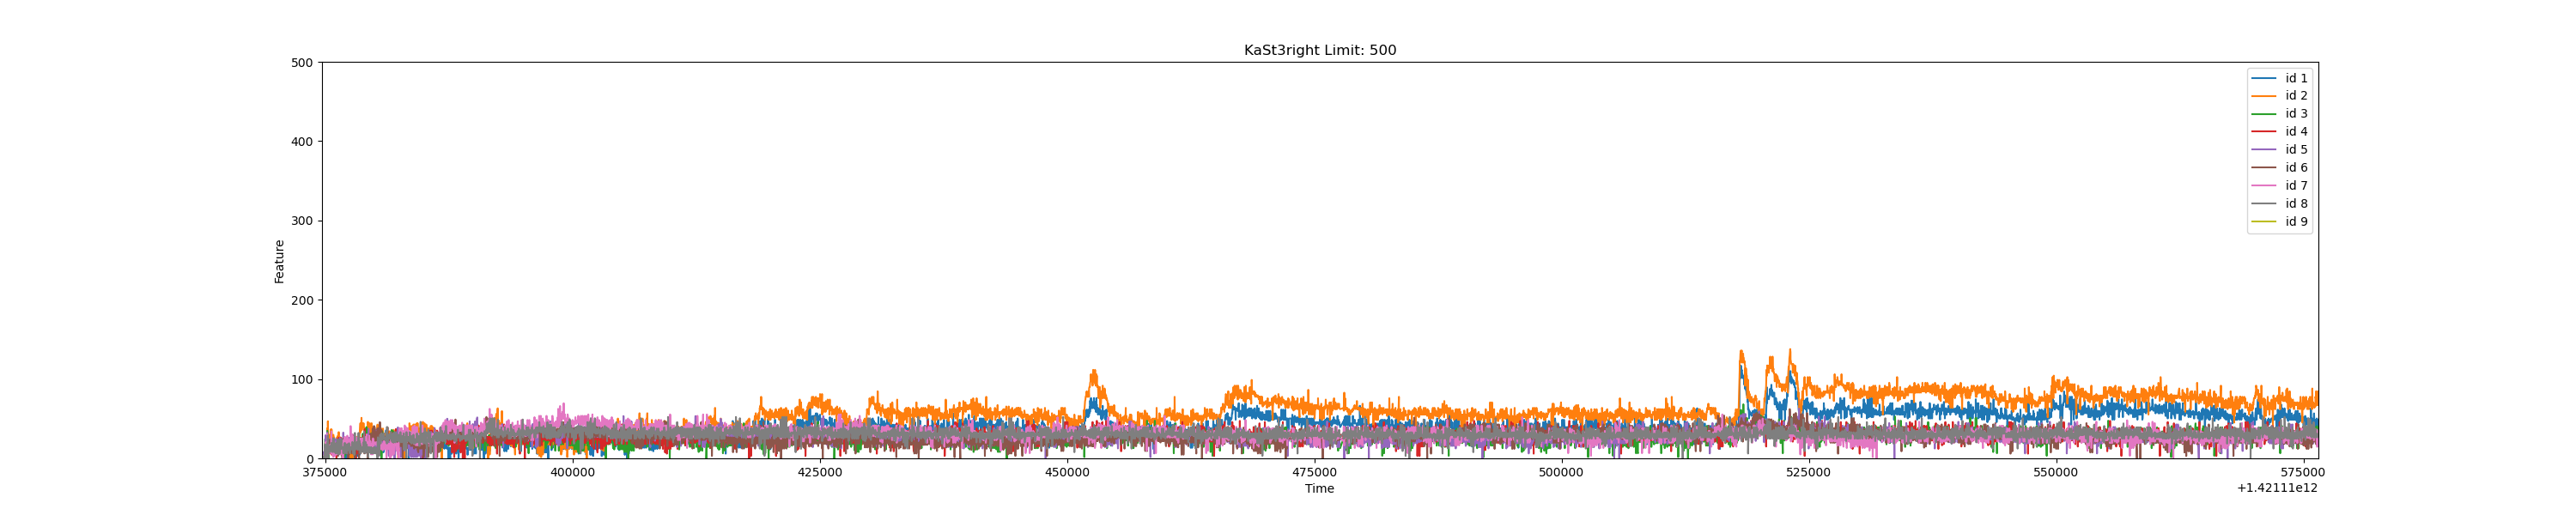 KaSt3right Limit: 500
500
400
300
200
100
0
Feature
id 1
id 2
id 3
id 4
id 5
id 6
id 7
id 8
id 9
375000 400000 425000 450000 475000 500000 525000 550000 575000
Time
+1.42111e12